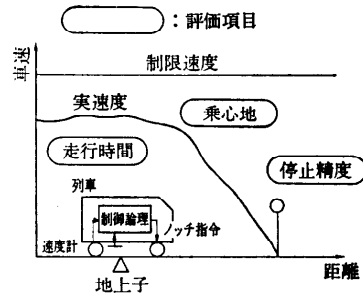 ：評価項目
車速
制限速度
実速度
乗心地
走行時間
停止精度
列車
制御論理
ノッチ指令
速度計
地上子
距離